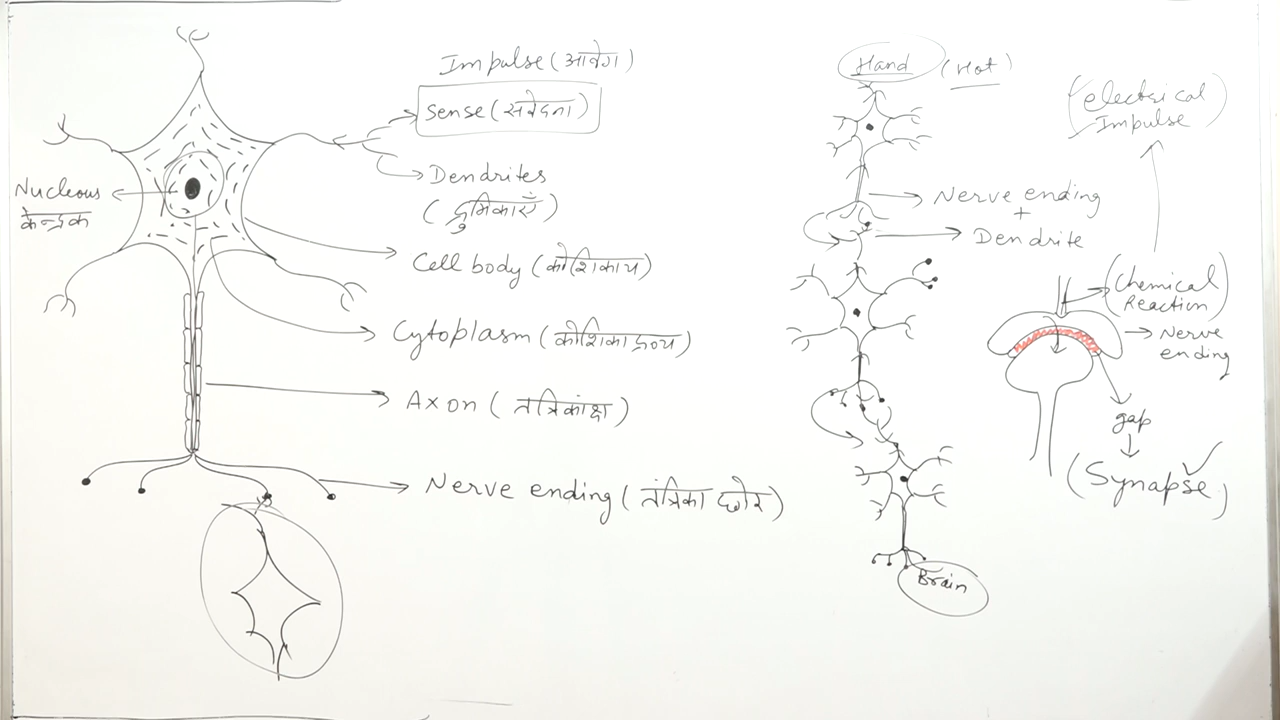 Impulse (आवेग)
Sense (संवेदना)
Dendrites
(द्रुमिकाएँ)
Nucleous
केन्द्रक
Cell body (कोशिकाय)
Cytoplasm (कोशिका द्रव्य)
Axon (तंत्रिकाक्ष)
Nerve ending (तंत्रिका छोर)
Hand (Hot)
Nerve ending
+
Dendrite
Brain
(electrical
Impulse)
(Chemical
Reaction)
Nerve
ending
gap
(Synapse)